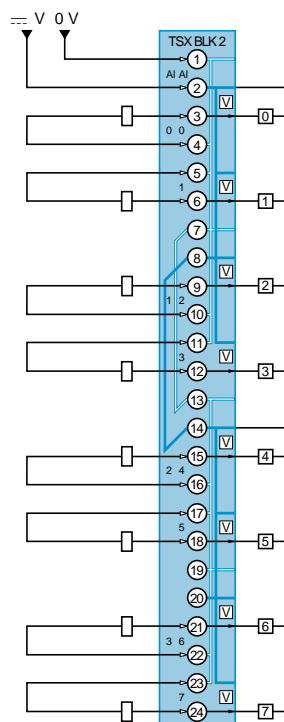 ⎓ V 0 V
TSX BLK 2
1
AI AI
2 V
3 0
0 0
4
5
1 V
6 1
7
8
V
9 2
1 2
10
11
3 V
12 3
13
14
V
15 4
2 4
16
17
5 V
18 5
19
20
V
21 6
3 6
22
23
7 V
24 7